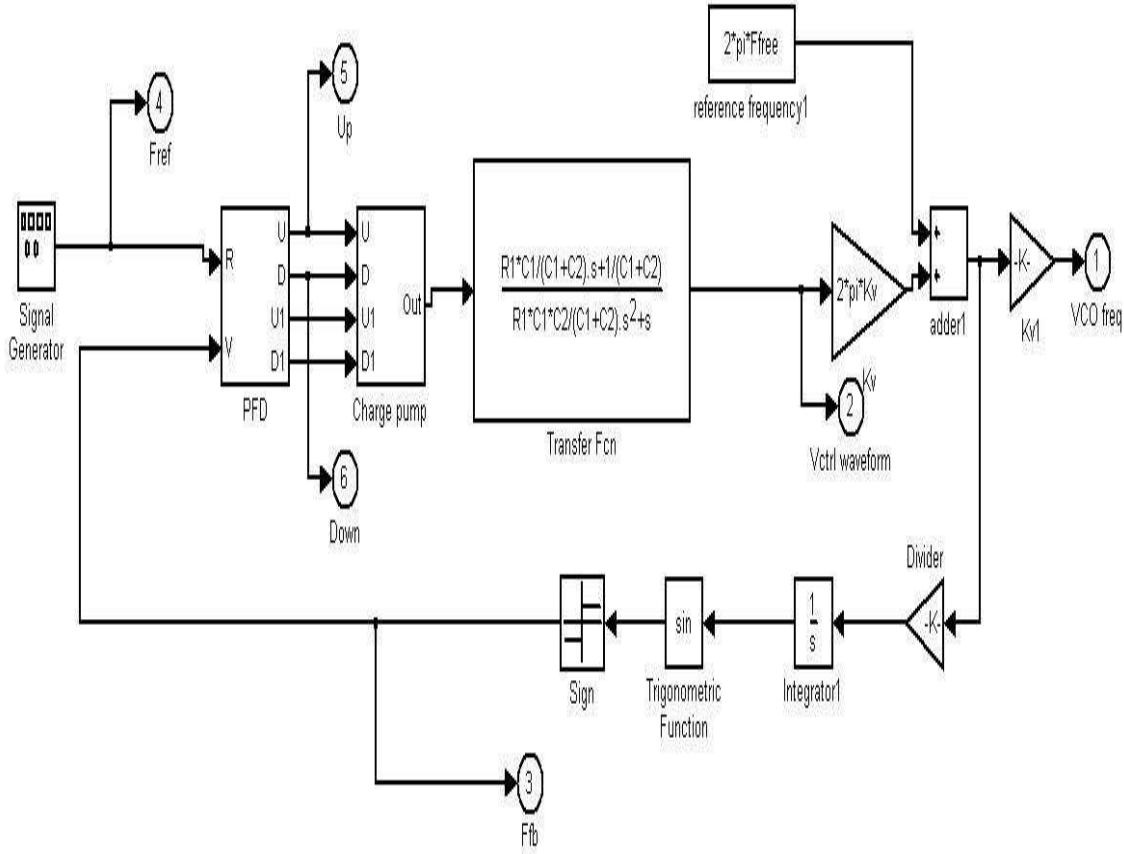 2*pi*Ffree
reference frequency1
5
Up
4
Fref
Signal
Generator
R
V
U
D
U1
D1
PFD
U
D
U1
D1
Out
Charge pump
R1*C1/(C1+C2).s+1/(C1+C2)
R1*C1*C2/(C1+C2).s²+s
Transfer Fcn
2*pi*Kv
Kv
2
Vctrl waveform
+
+
adder1
-K-
Kv1
1
VCO freq
6
Down
Divider
-K-
1
s
Integrator1
sin
Trigonometric
Function
Sign
3
Ffb